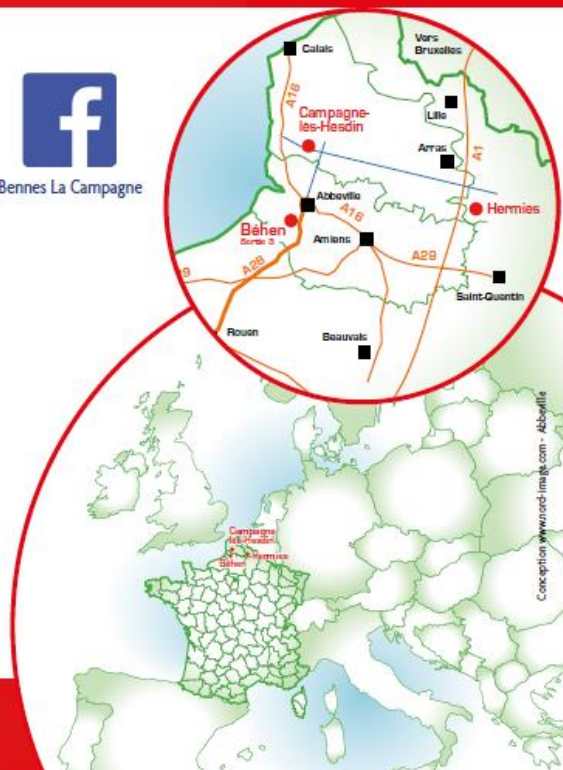 Bennes La Campagne
Calais
Vers
Bruxelles
A16
Lille
Campagne-
lès-Hesdin
Arras
A1
Abbeville
A16
Hermies
Béhen
Sortie 3
Amiens
A28
A29
9
Saint-Quentin
Rouen
Beauvais
Campagne
lès-Hesdin
Hermies
Béhen
Conception www.nord-image.com - Abbeville